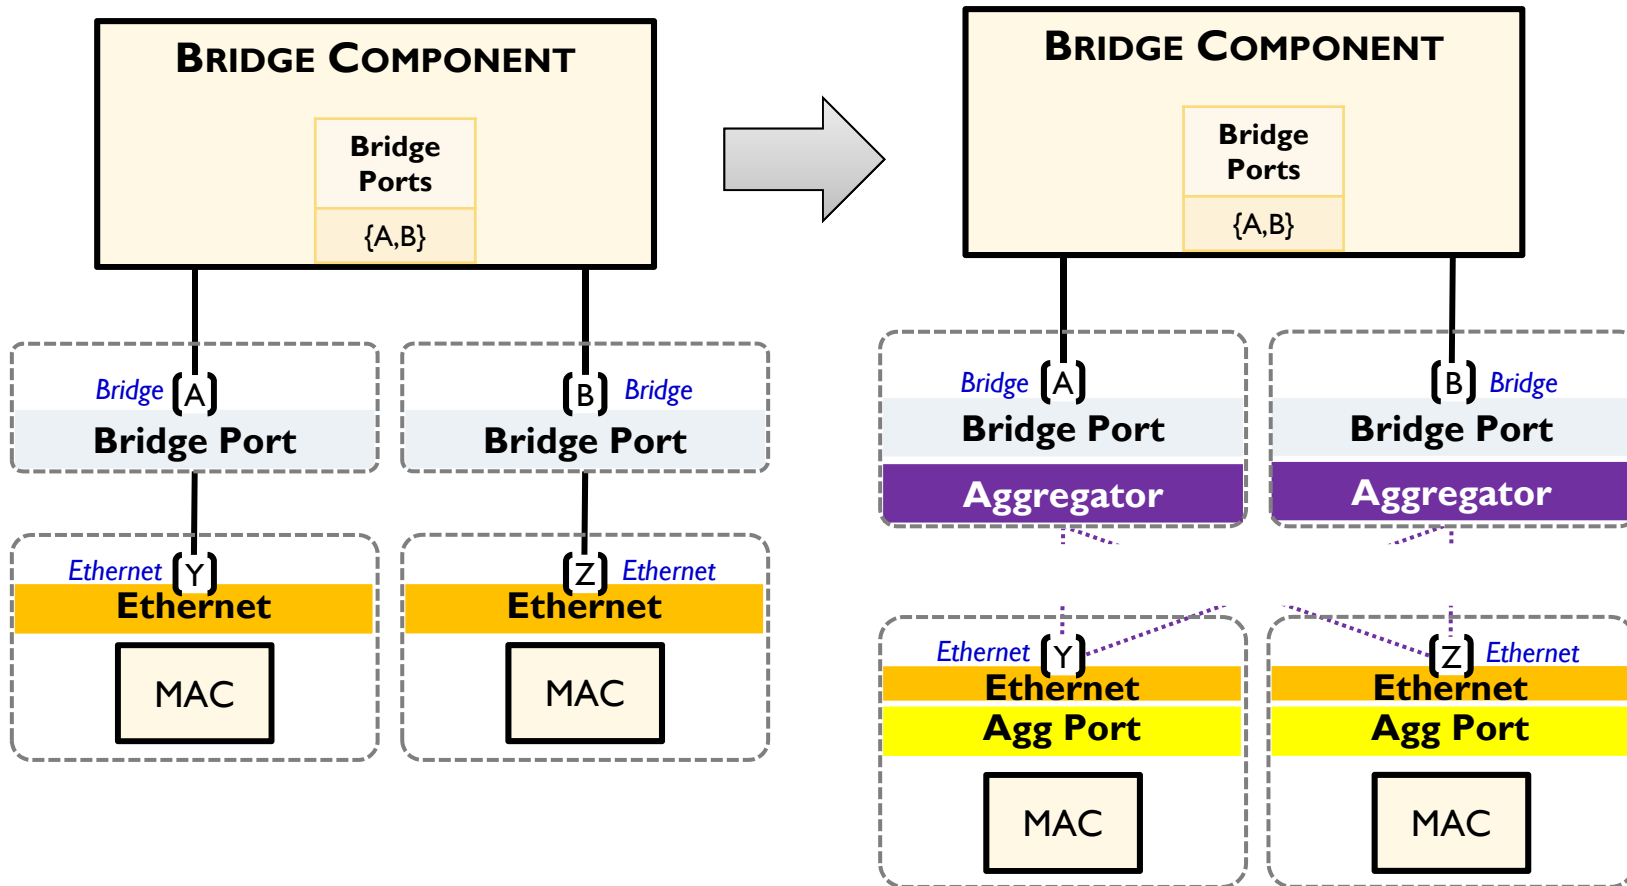 BRIDGE COMPONENT
Bridge
Ports
{A,B}
Bridge [A]
[B] Bridge
Bridge Port
Bridge Port
Ethernet [Y]
[Z] Ethernet
Ethernet
Ethernet
MAC
MAC
BRIDGE COMPONENT
Bridge
Ports
{A,B}
Bridge [A]
[B] Bridge
Bridge Port
Bridge Port
Aggregator
Aggregator
Ethernet [Y]
[Z] Ethernet
Ethernet
Ethernet
Agg Port
Agg Port
MAC
MAC